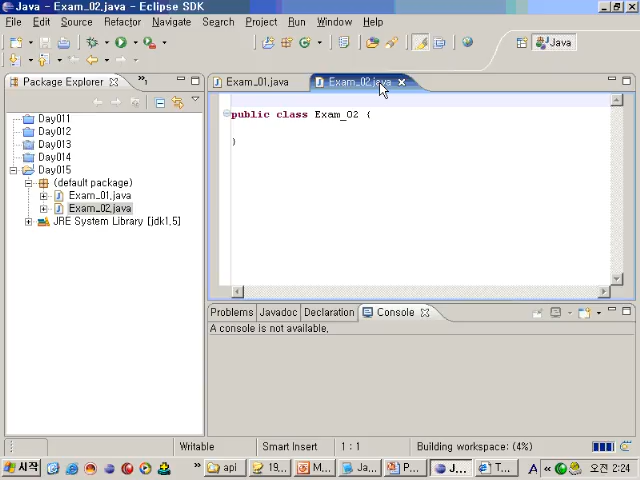 Java - Exam_02.java - Eclipse SDK
File Edit Source Refactor Navigate Search Project Run Window Help
Java
Package Explorer
Exam_01.java
Exam_02.java
Day011
Day012
Day013
Day014
Day015
(default package)
Exam_01.java
Exam_02.java
JRE System Library [jdk1.5]
public class Exam_02 {
}
Problems Javadoc Declaration Console
A console is not available.
Writable Smart Insert 1 : 1 Building workspace: (4%)
시작 api 19... M... Ja... P... J... T... A 오후 2:24